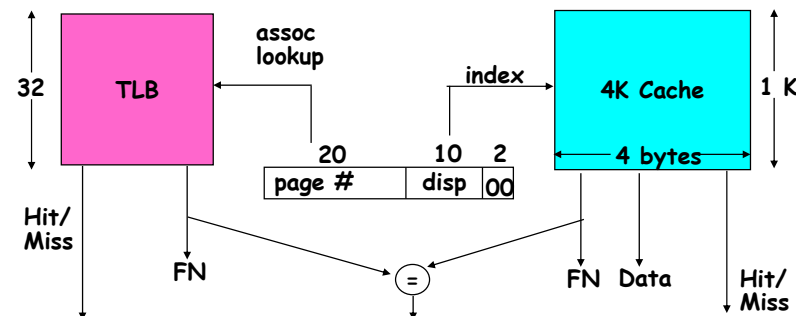 assoc
lookup
32
TLB
index
4K Cache
1 K
20
10
2
4 bytes
page #
disp
00
Hit/
Miss
FN
=
FN
Data
Hit/
Miss